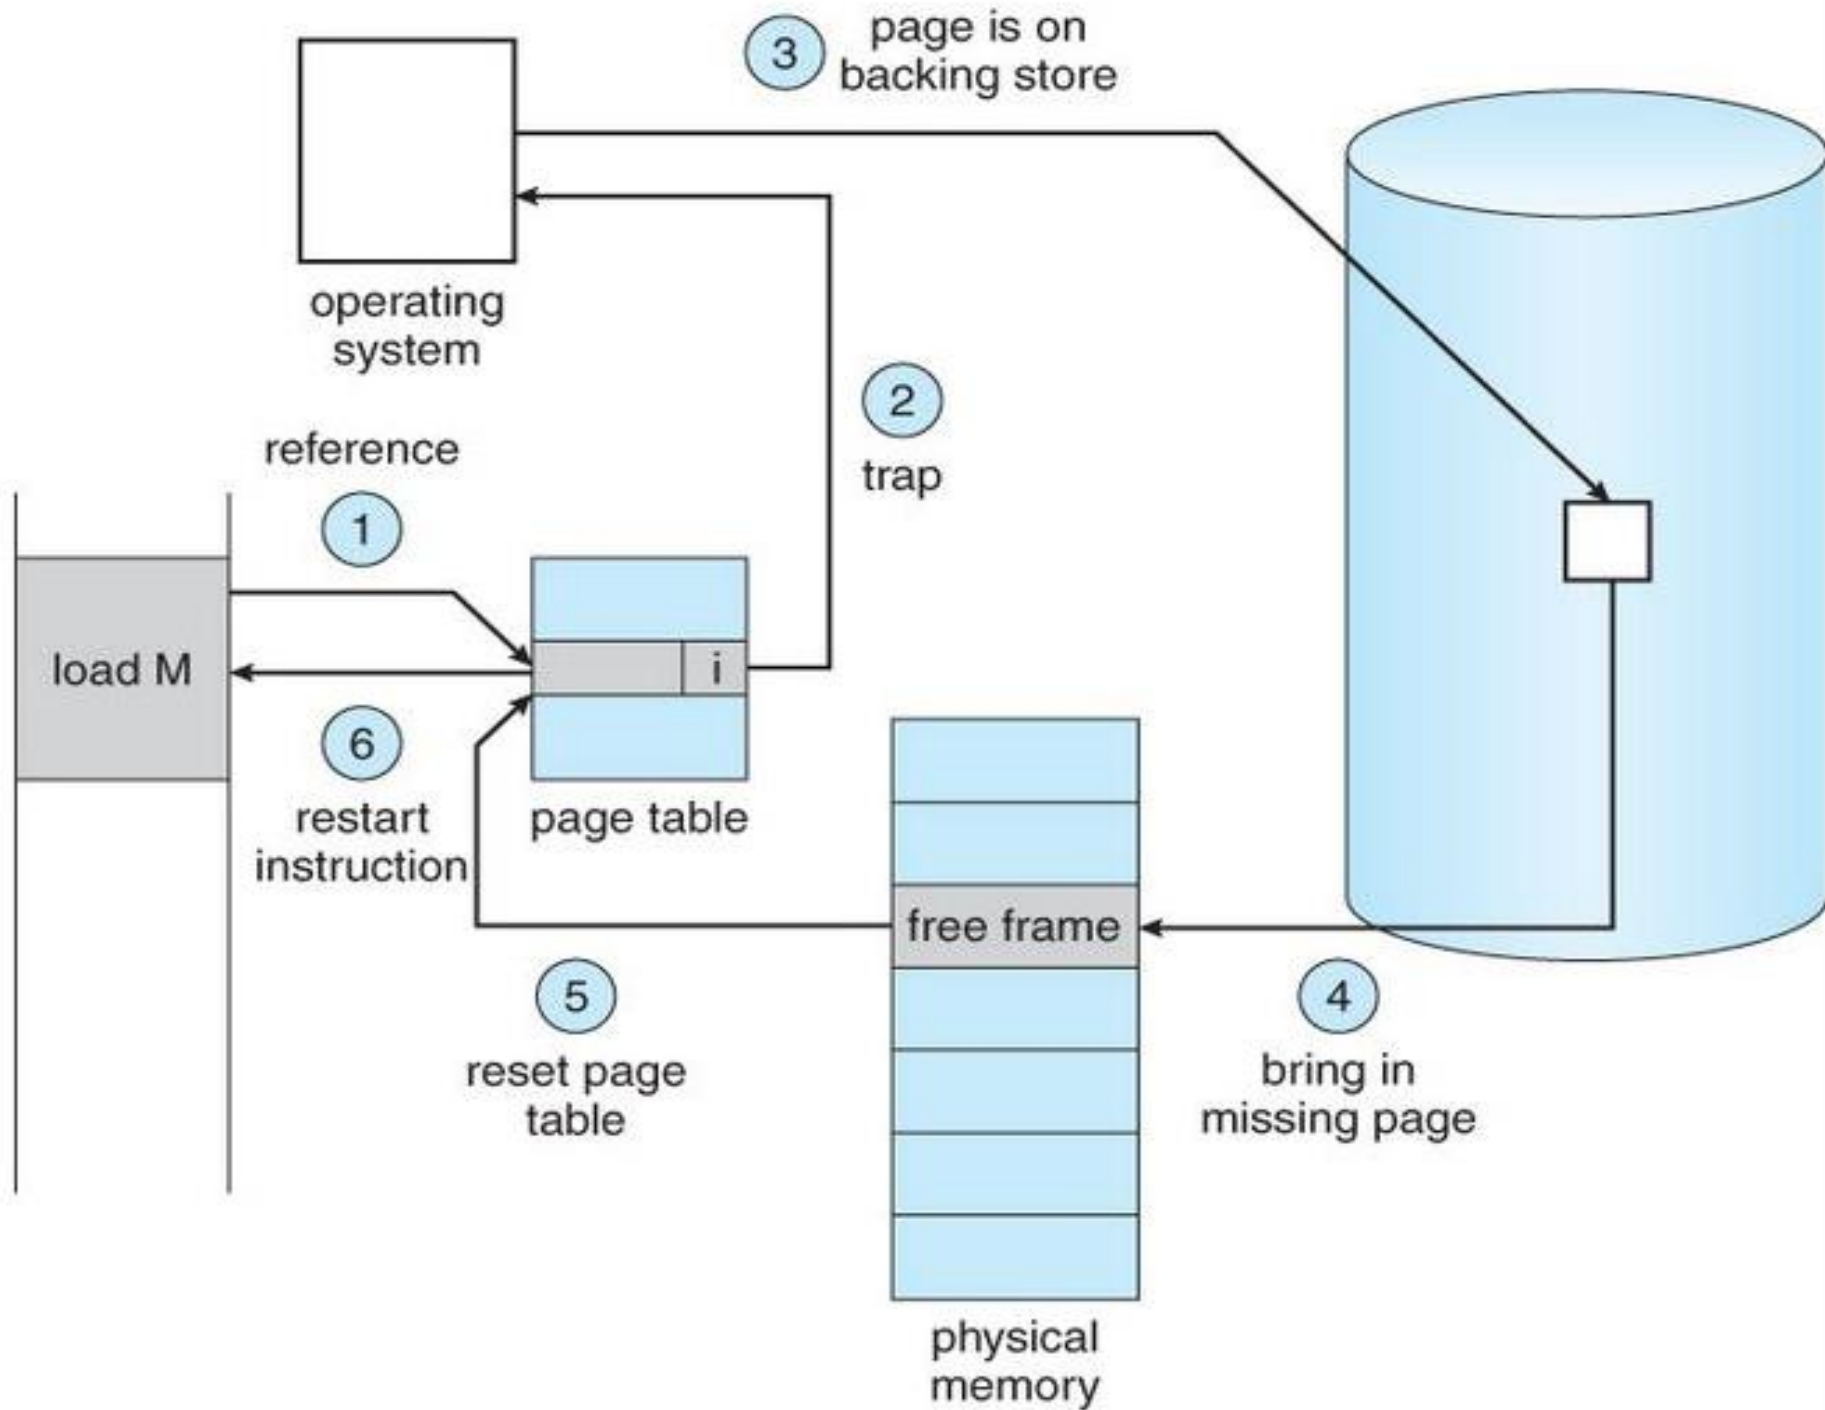 3
page is on
backing store
operating
system
2
trap
reference
1
load M
i
6
restart
instruction
page table
free frame
5
reset page
table
4
bring in
missing page
physical
memory